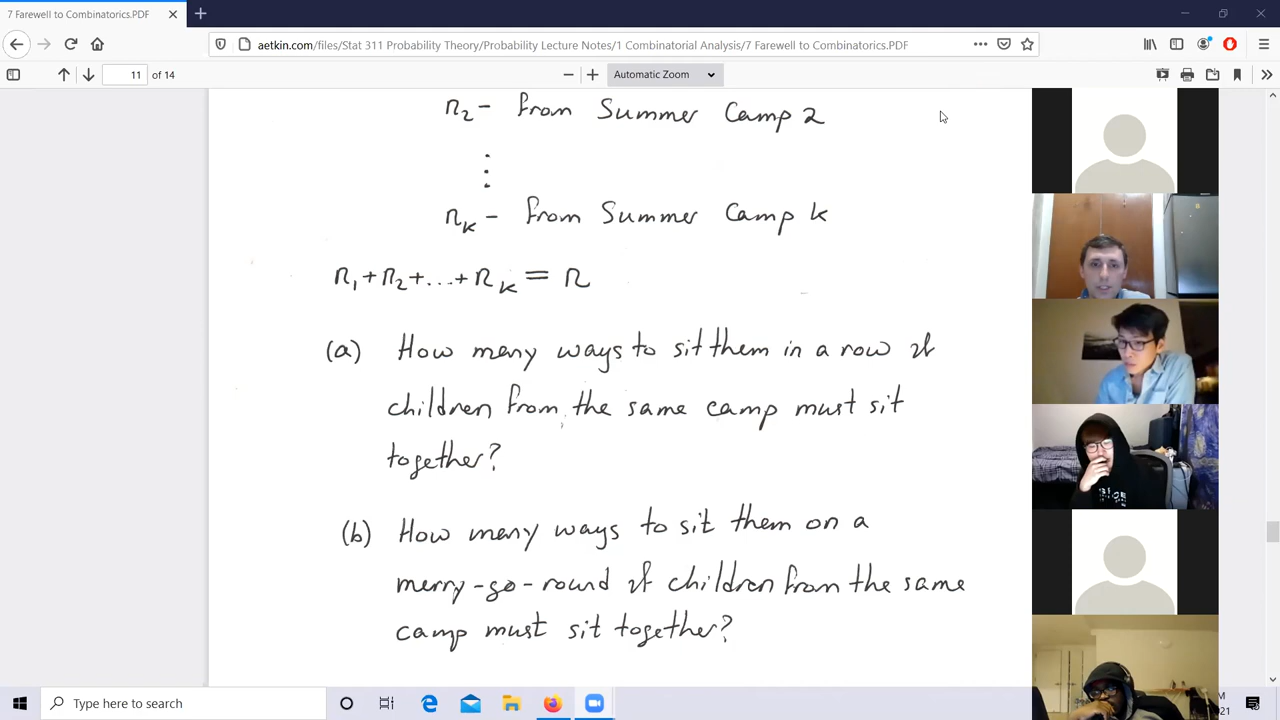 7 Farewell to Combinatorics.PDF
aetkin.com/files/Stat 311 Probability Theory/Probability Lecture Notes/1 Combinatorial Analysis/7 Farewell to Combinatorics.PDF
11 of 14
Automatic Zoom
n₂ - from Summer Camp 2
⋮
nₖ - from Summer Camp k
n₁+n₂+...+nₖ = n
(a) How many ways to sit them in a row if
children from the same camp must sit
together?
(b) How many ways to sit them on a
merry-go-round if children from the same
camp must sit together?
Type here to search